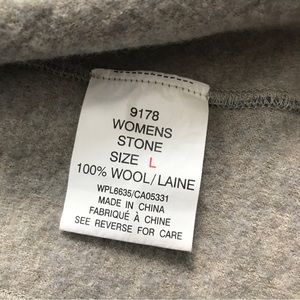 9178
WOMENS
STONE
SIZE L
100% WOOL/LAINE
WPL6635/CA05331
MADE IN CHINA
FABRIQUÉ À CHINE
SEE REVERSE FOR CARE